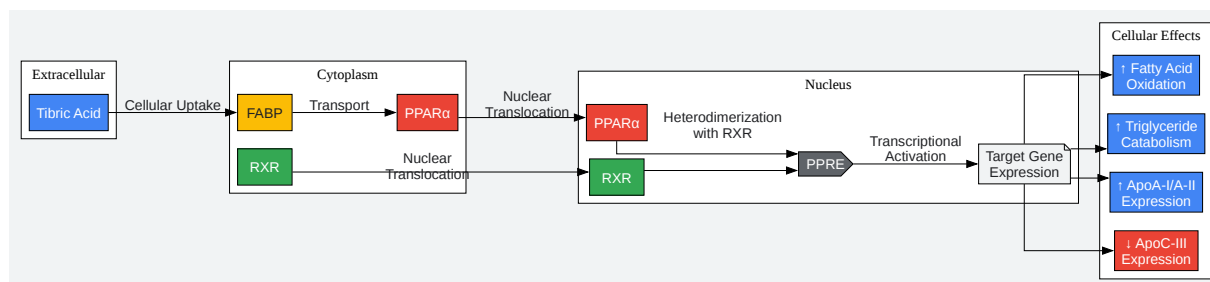 Extracellular
Tibric Acid
Cellular Uptake
Cytoplasm
FABP
Transport
PPARα
RXR
Nuclear
Translocation
Nuclear
Translocation
Nucleus
PPARα
RXR
Heterodimerization
with RXR
PPRE
Transcriptional
Activation
Target Gene
Expression
Cellular Effects
↑ Fatty Acid
Oxidation
↑ Triglyceride
Catabolism
↑ ApoA-I/A-II
Expression
↓ ApoC-III
Expression